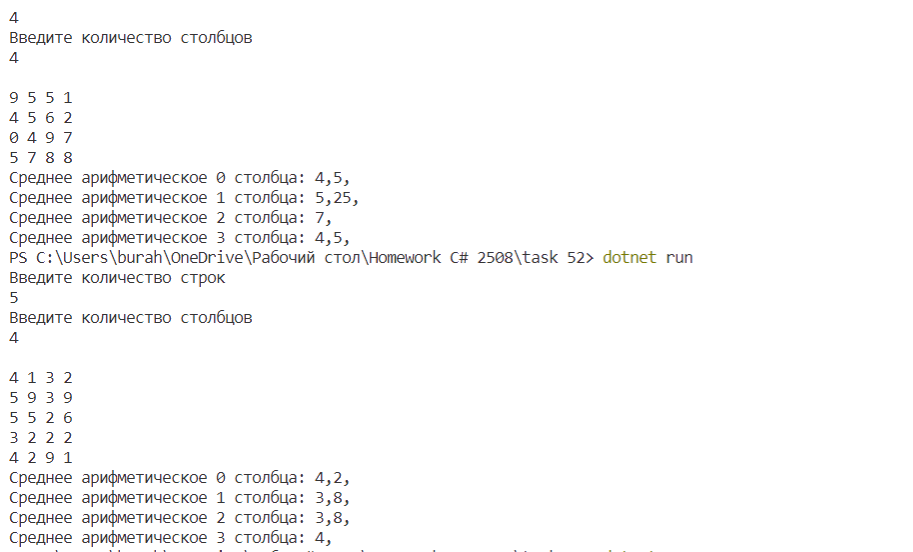 4
Введите количество столбцов
4
9 5 5 1
4 5 6 2
0 4 9 7
5 7 8 8
Среднее арифметическое 0 столбца: 4,5,
Среднее арифметическое 1 столбца: 5,25,
Среднее арифметическое 2 столбца: 7,
Среднее арифметическое 3 столбца: 4,5,
PS C:\Users\burah\OneDrive\Рабочий стол\Homework C# 2508\task 52> dotnet run
Введите количество строк
5
Введите количество столбцов
4
4 1 3 2
5 9 3 9
5 5 2 6
3 2 2 2
4 2 9 1
Среднее арифметическое 0 столбца: 4,2,
Среднее арифметическое 1 столбца: 3,8,
Среднее арифметическое 2 столбца: 3,8,
Среднее арифметическое 3 столбца: 4,